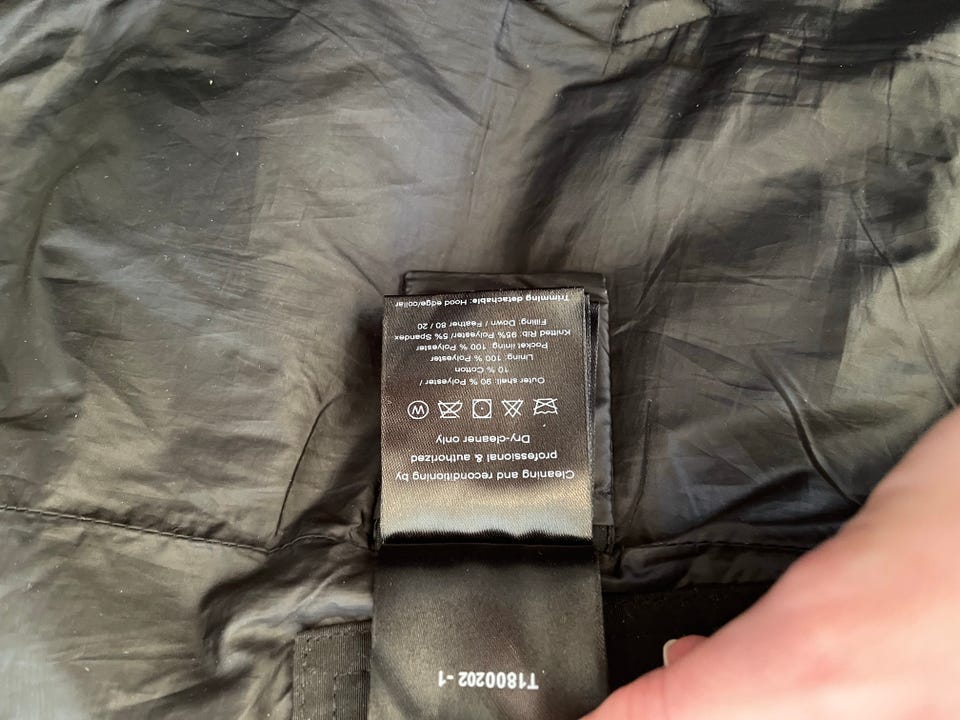 T1800202 -1
Cleaning and reconditioning by
professional & authorized
Dry-cleaner only
W
Outer shell: 90 % Polyester /
10 % Cotton
Lining: 100 % Polyester
Pocket lining: 100 % Polyester
Knitted Rib: 95% Polyester/ 5% Spandex
Filling: Down / Feather 80 / 20
Trimming detachable: Hood edge/collar